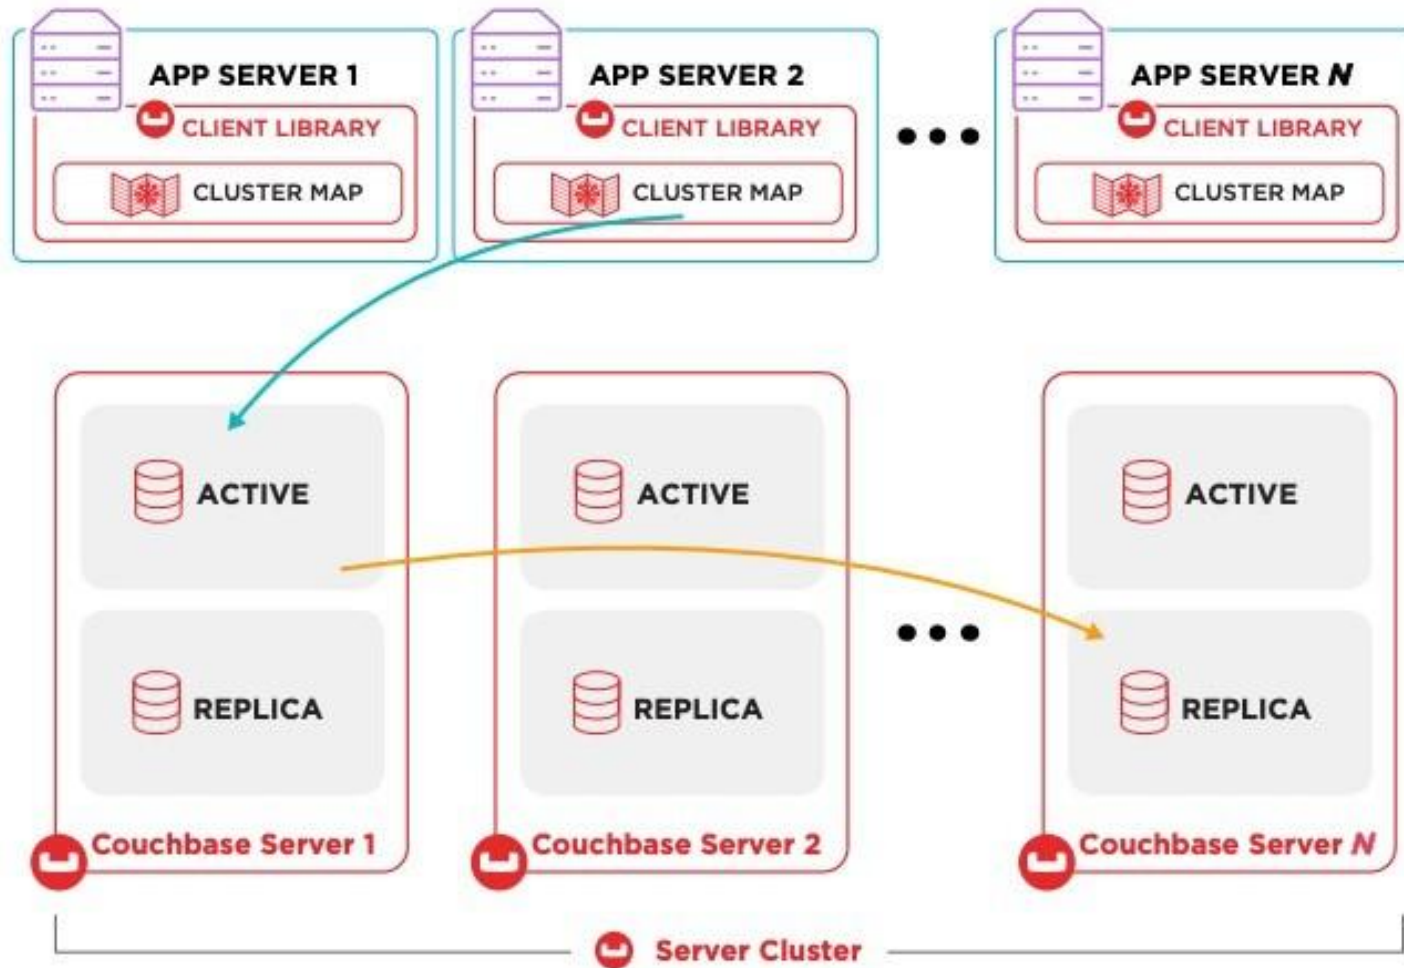 APP SERVER 1
CLIENT LIBRARY
CLUSTER MAP
APP SERVER 2
CLIENT LIBRARY
CLUSTER MAP
APP SERVER N
CLIENT LIBRARY
CLUSTER MAP
ACTIVE
REPLICA
Couchbase Server 1
ACTIVE
REPLICA
Couchbase Server 2
ACTIVE
REPLICA
Couchbase Server N
Server Cluster